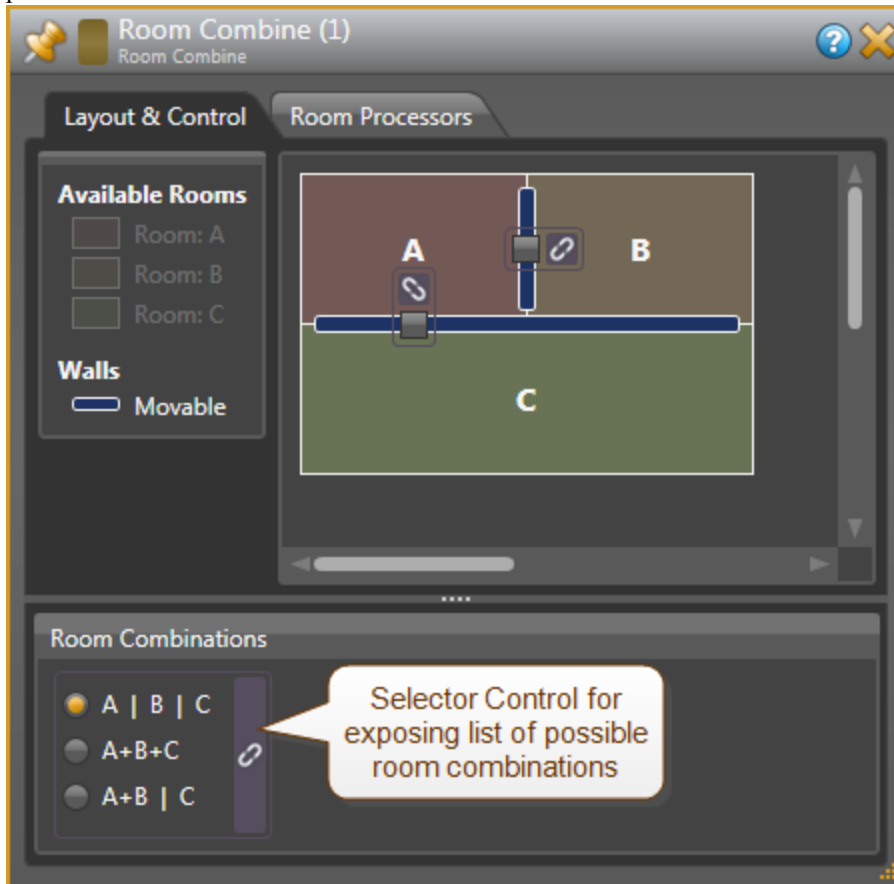 Room Combine (1)
Room Combine
Layout & Control
Room Processors
Available Rooms
Room: A
Room: B
Room: C
Walls
Movable
A
B
C
Room Combinations
A | B | C
A+B+C
A+B | C
Selector Control for
exposing list of possible
room combinations